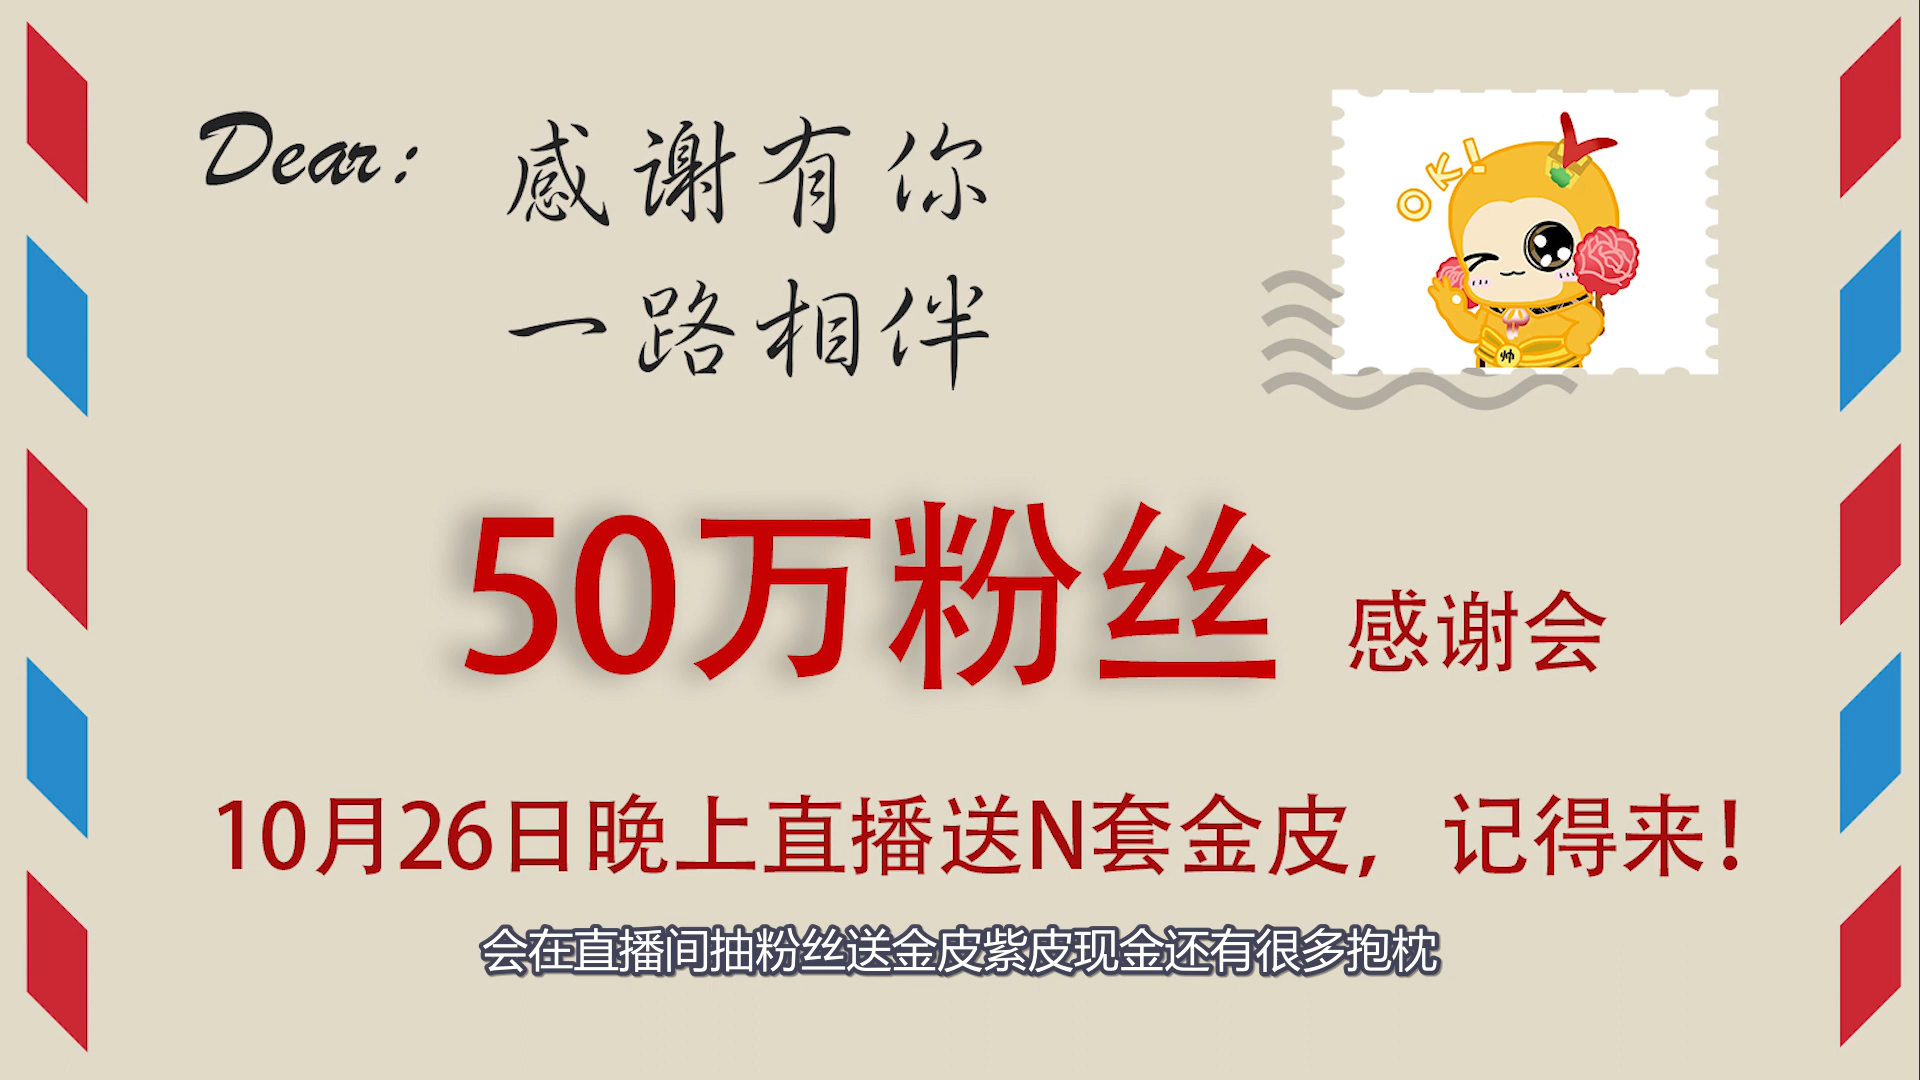 Dear: 感谢有你
一路相伴
OK!
帅
50万粉丝 感谢会
10月26日晚上直播送N套金皮，记得来！
会在直播间抽粉丝送金皮紫皮现金还有很多抱枕